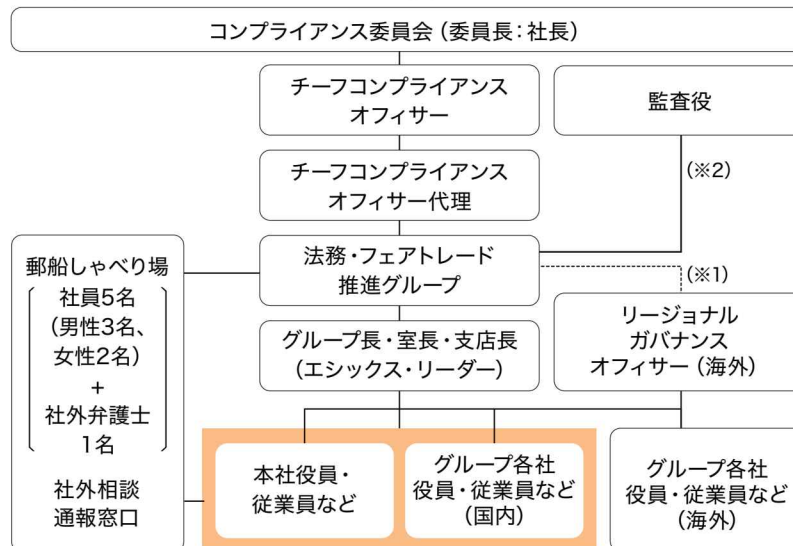 コンプライアンス委員会（委員長：社長）
チーフコンプライアンス
オフィサー
監査役
（※2）
チーフコンプライアンス
オフィサー代理
郵船しゃべり場
社員5名
（男性3名、
女性2名）
+
社外弁護士
1名
社外相談
通報窓口
法務・フェアトレード
推進グループ
（※1）
グループ長・室長・支店長
（エシックス・リーダー）
リージョナル
ガバナンス
オフィサー（海外）
本社役員・
従業員など
グループ各社
役員・従業員など
（国内）
グループ各社
役員・従業員など
（海外）